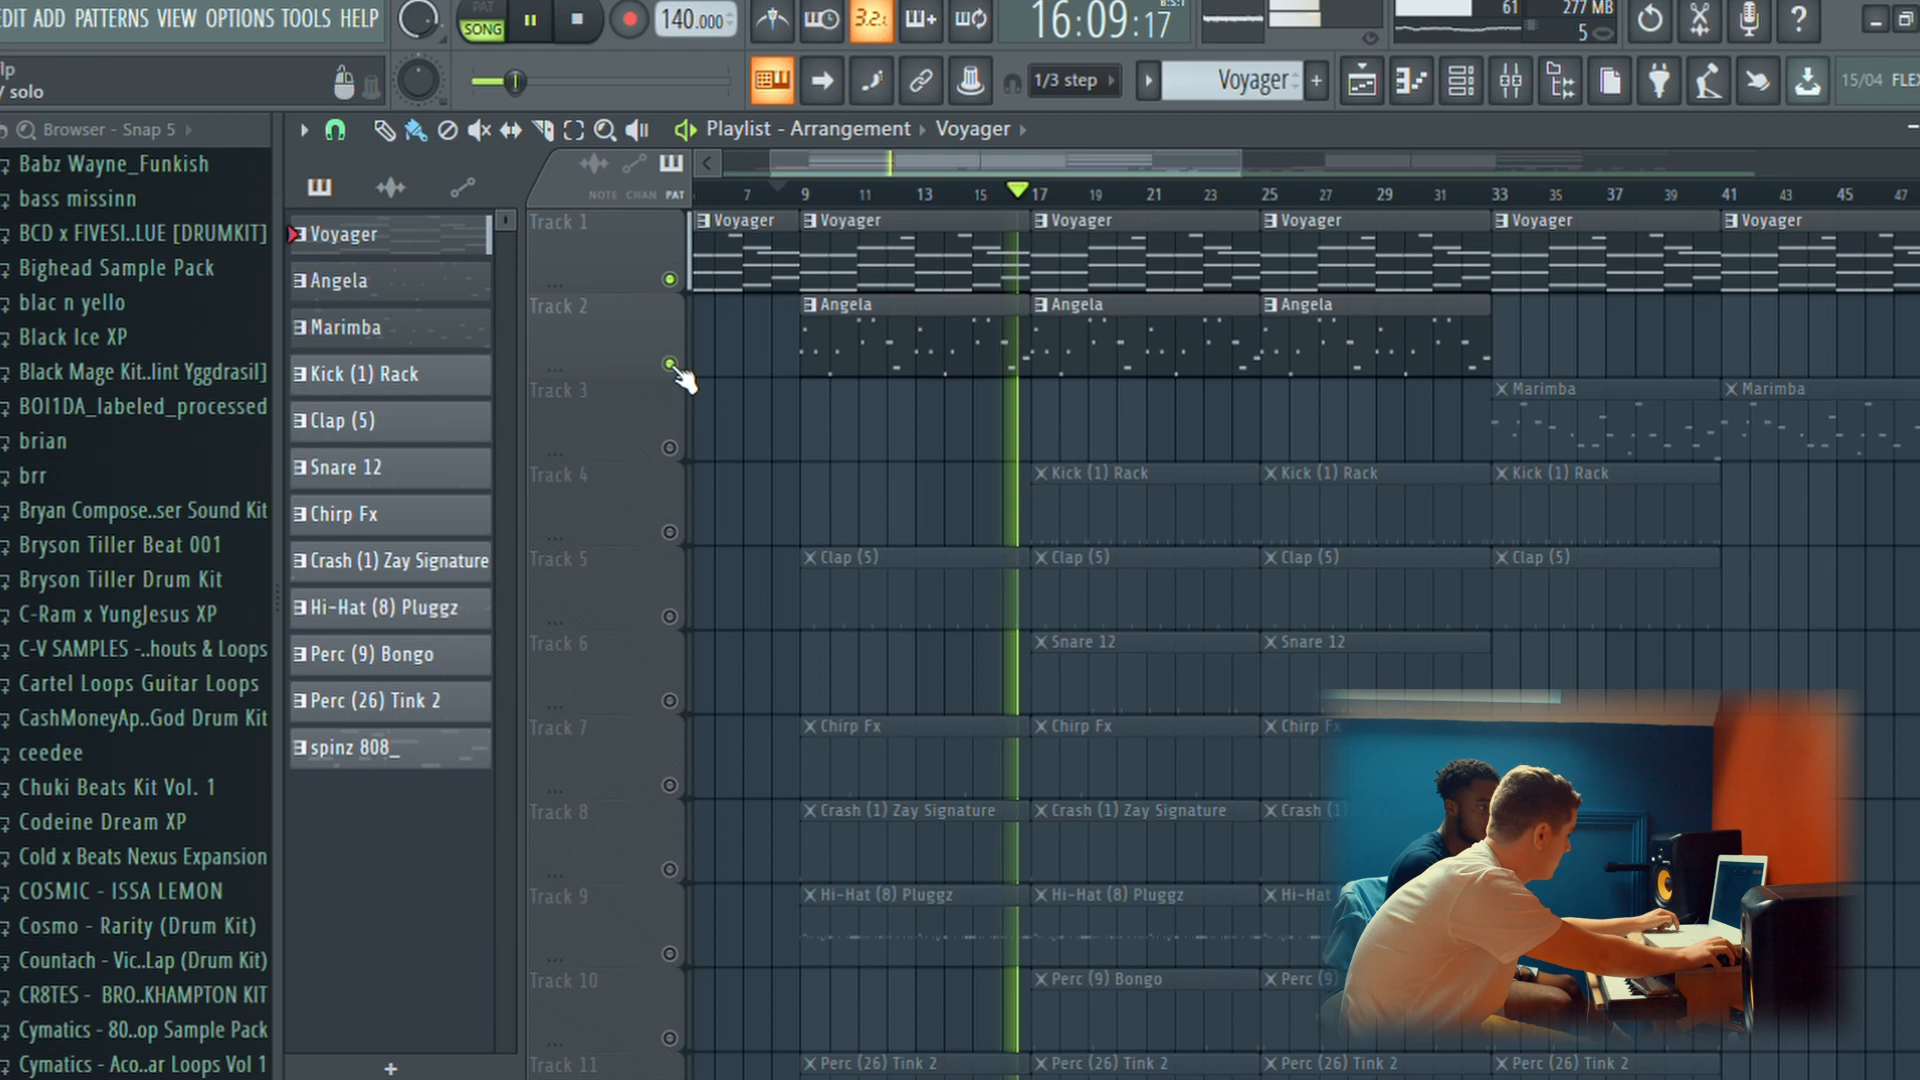 EDIT ADD PATTERNS VIEW OPTIONS TOOLS HELP
PAT
SONG
140.000
3.2.
16:09:17
B:S:T
61
277 MB
5
/ solo
1/3 step
Voyager
+
15/04 FLEX
Browser - Snap 5
Playlist - Arrangement Voyager
NOTE CHAN PAT
7 9 11 13 15 17 19 21 23 25 27 29 31 33 35 37 39 41 43 45 47
Babz Wayne_Funkish
bass missinn
BCD x FIVESI..LUE [DRUMKIT]
Bighead Sample Pack
blac n yello
Black Ice XP
Black Mage Kit..lint Yggdrasil]
BOI1DA_labeled_processed
brian
brr
Bryan Compose..ser Sound Kit
Bryson Tiller Beat 001
Bryson Tiller Drum Kit
C-Ram x YungJesus XP
C-V SAMPLES -..houts & Loops
Cartel Loops Guitar Loops
CashMoneyAp..God Drum Kit
ceedee
Chuki Beats Kit Vol. 1
Codeine Dream XP
Cold x Beats Nexus Expansion
COSMIC - ISSA LEMON
Cosmo - Rarity (Drum Kit)
Countach - Vic..Lap (Drum Kit)
CR8TES - BRO..KHAMPTON KIT
Cymatics - 80..op Sample Pack
Cymatics - Aco..ar Loops Vol 1
Voyager
Angela
Marimba
Kick (1) Rack
Clap (5)
Snare 12
Chirp Fx
Crash (1) Zay Signature
Hi-Hat (8) Pluggz
Perc (9) Bongo
Perc (26) Tink 2
spinz 808_
+
Track 1
Voyager Voyager Voyager Voyager Voyager Voyager
Track 2
Angela Angela Angela
Track 3
Marimba Marimba
Track 4
Kick (1) Rack Kick (1) Rack Kick (1) Rack
Track 5
Clap (5) Clap (5) Clap (5) Clap (5)
Track 6
Snare 12 Snare 12
Track 7
Chirp Fx Chirp Fx Chirp Fx
Track 8
Crash (1) Zay Signature Crash (1) Zay Signature Crash (1)
Track 9
Hi-Hat (8) Pluggz Hi-Hat (8) Pluggz Hi-Hat
Track 10
Perc (9) Bongo Perc (9)
Track 11
Perc (26) Tink 2 Perc (26) Tink 2 Perc (26) Tink 2 Perc (26) Tink 2